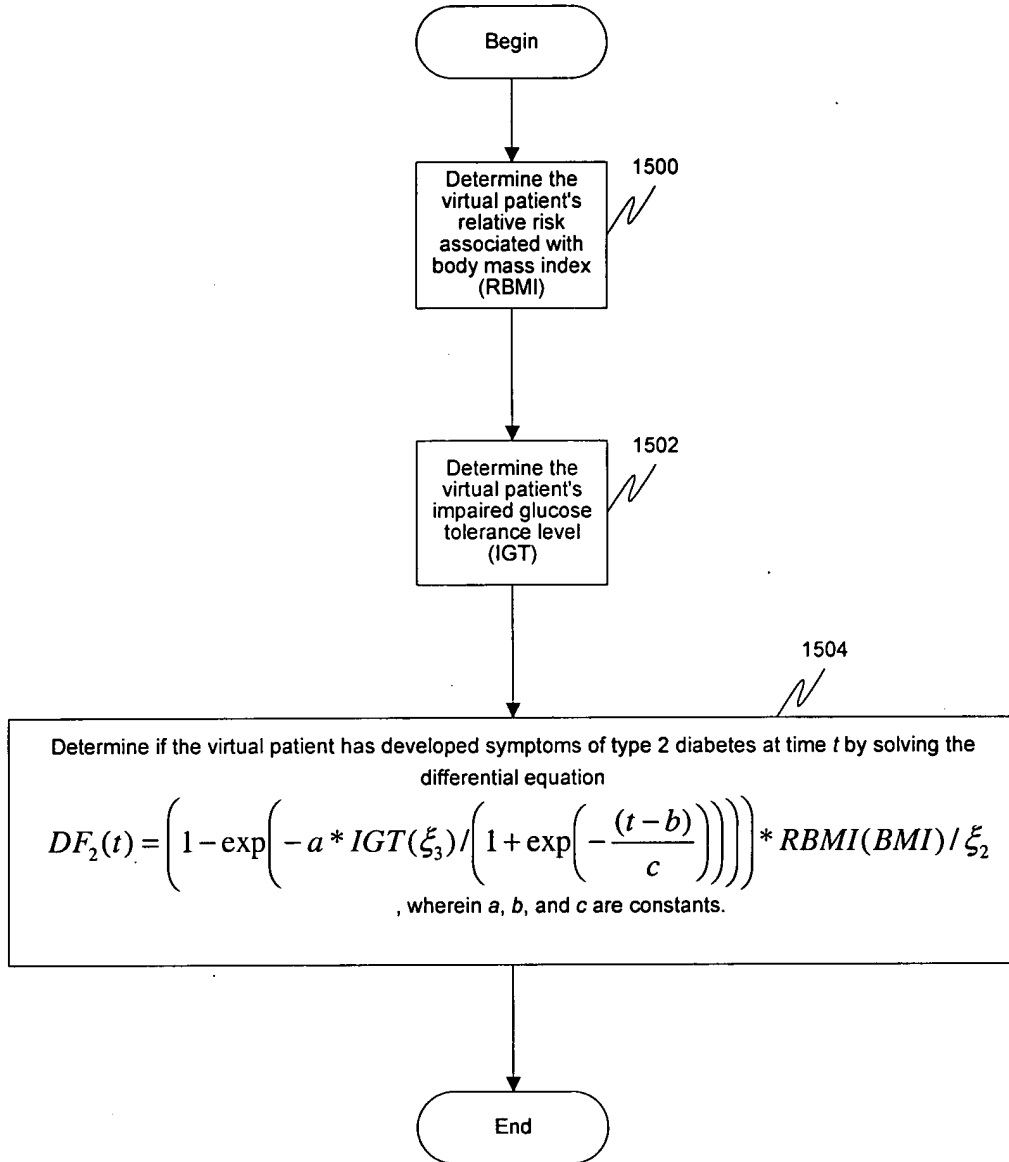 Begin
1500
Determine the
virtual patient's
relative risk
associated with
body mass index
(RBMI)
1502
Determine the
virtual patient's
impaired glucose
tolerance level
(IGT)
1504
Determine if the virtual patient has developed symptoms of type 2 diabetes at time t by solving the
differential equation
DF₂(t) = (1 − exp(−a * IGT(ξ₃)/(1 + exp(−(t − b)/c)))) * RBMI(BMI) / ξ₂
, wherein a, b, and c are constants.
End